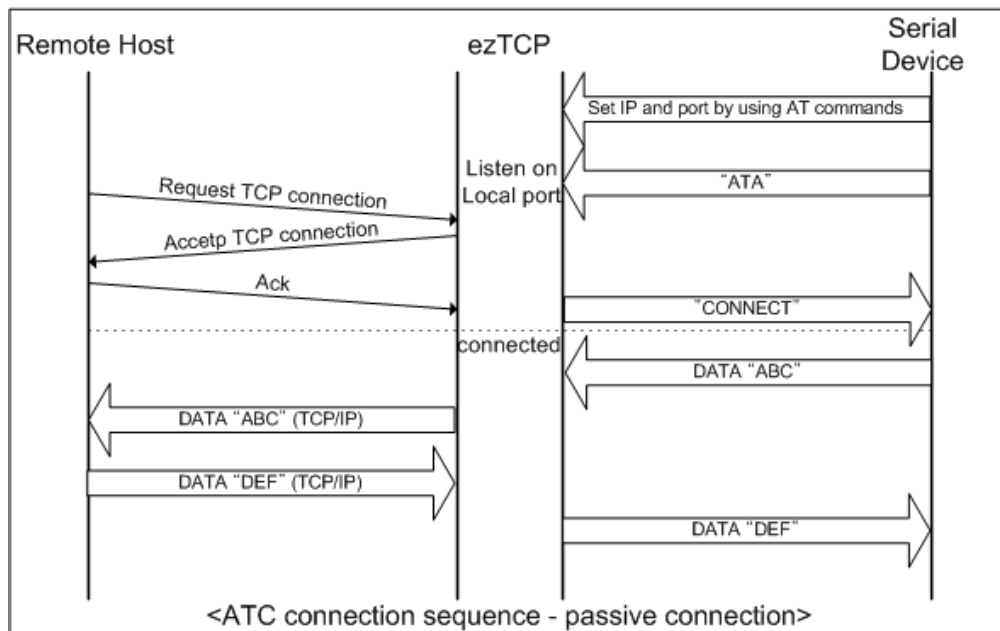 Remote Host
ezTCP
Serial
Device
Set IP and port by using AT commands
Listen on
Local port
"ATA"
Request TCP connection
Accetp TCP connection
Ack
"CONNECT"
connected
DATA "ABC"
DATA "ABC" (TCP/IP)
DATA "DEF" (TCP/IP)
DATA "DEF"
<ATC connection sequence - passive connection>